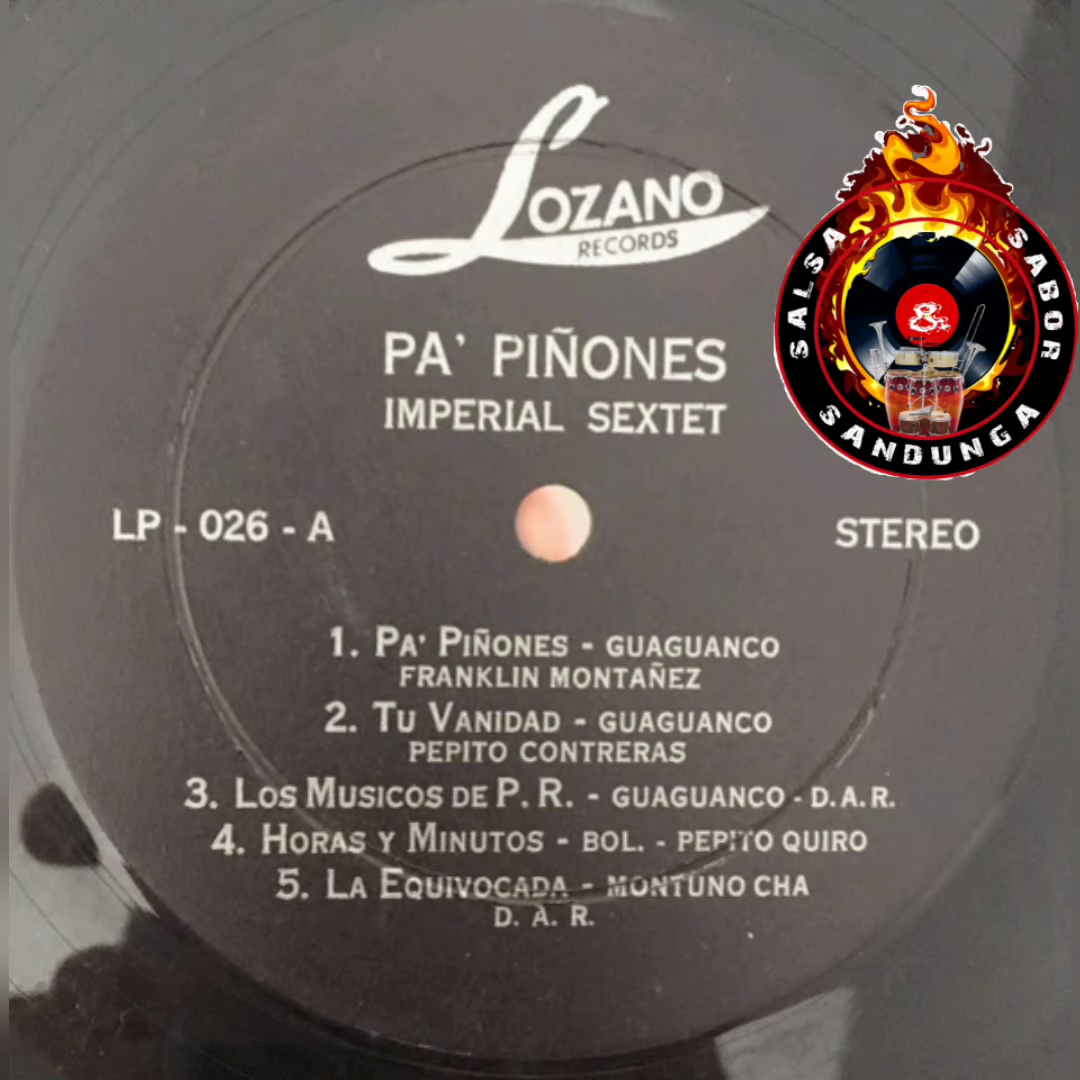 LOZANO
RECORDS
PA' PIÑONES
IMPERIAL SEXTET
LP - 026 - A
STEREO
1. PA' PIÑONES - GUAGUANCO
FRANKLIN MONTAÑEZ
2. TU VANIDAD - GUAGUANCO
PEPITO CONTRERAS
3. LOS MUSICOS DE P. R. - GUAGUANCO - D. A. R.
4. HORAS Y MINUTOS - BOL. - PEPITO QUIRO
5. LA EQUIVOCADA - MONTUNO CHA
D. A. R.
SALSA
SABOR
&
SANDUNGA